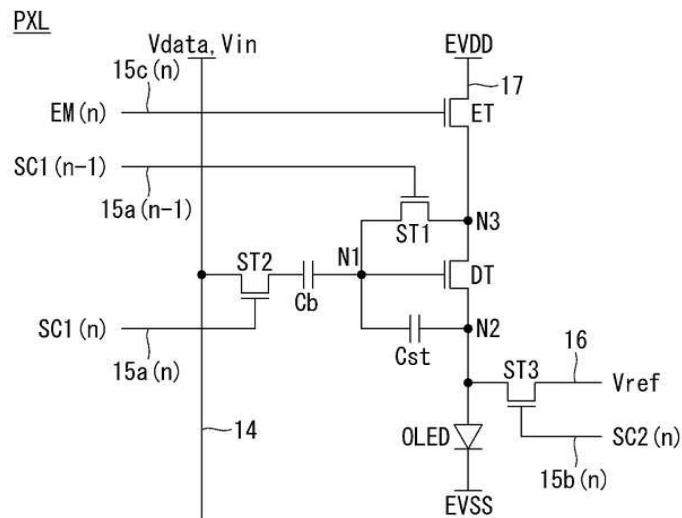 PXL
Vdata,Vin
EVDD
15c(n)
17
EM(n)
ET
SC1(n-1)
15a(n-1)
ST1
N3
ST2
N1
DT
Cb
SC1(n)
N2
Cst
15a(n)
ST3
16
Vref
14
OLED
SC2(n)
15b(n)
EVSS